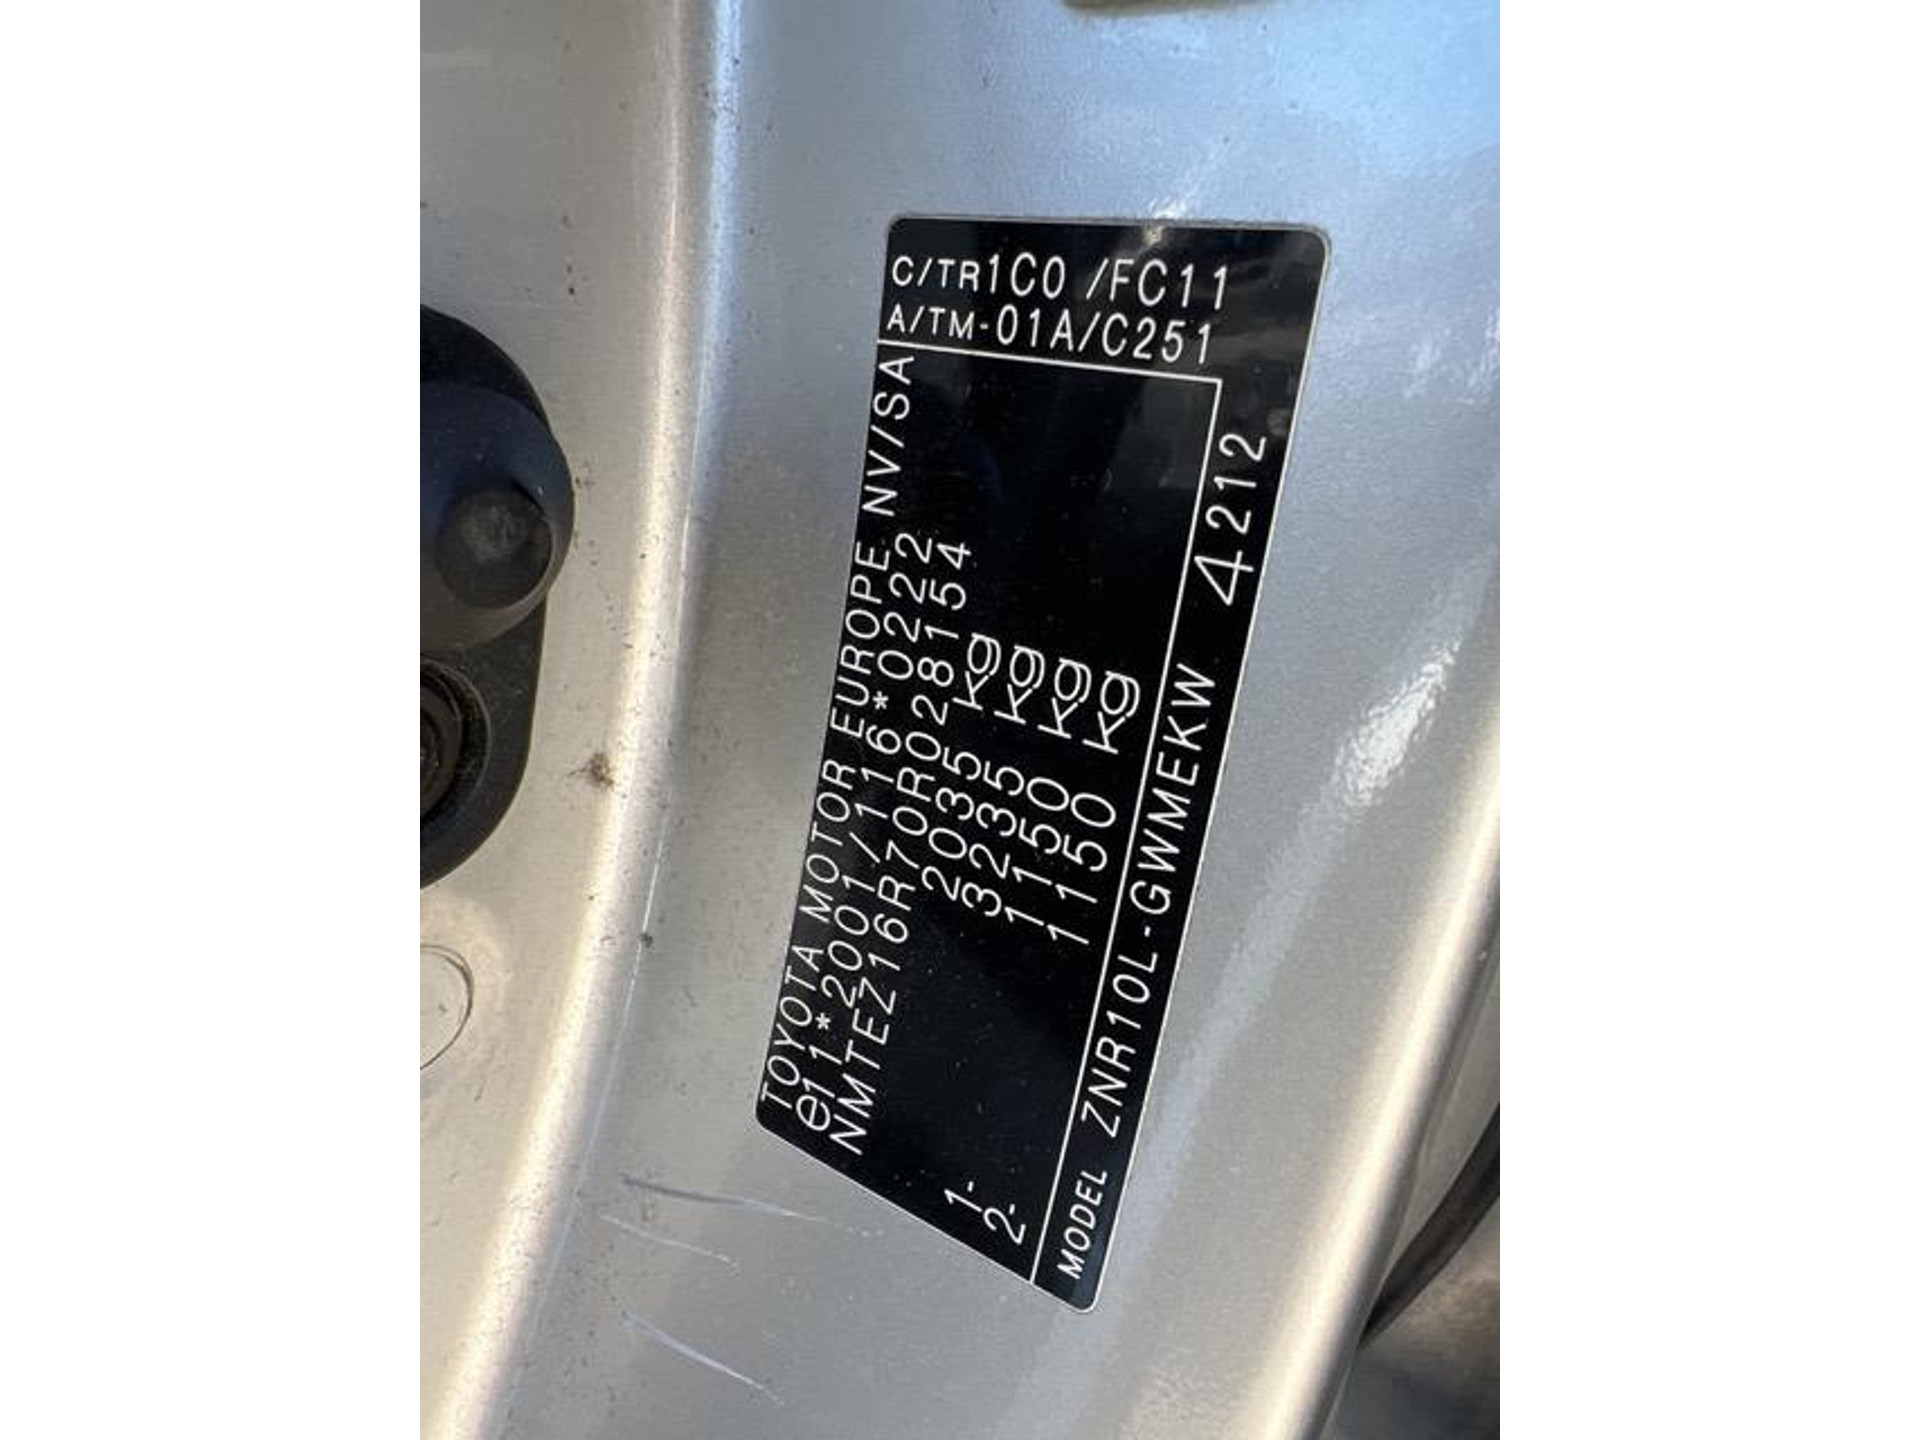 TOYOTA MOTOR EUROPE NV/SA
e11*2001/116*0222
NMTEZ16R70R028154
2035 kg
3235 kg
1- 1150 kg
2- 1150 kg
MODEL ZNR10L-GWMEKW 4212
C/TR1C0 /FC11
A/TM-01A/C251